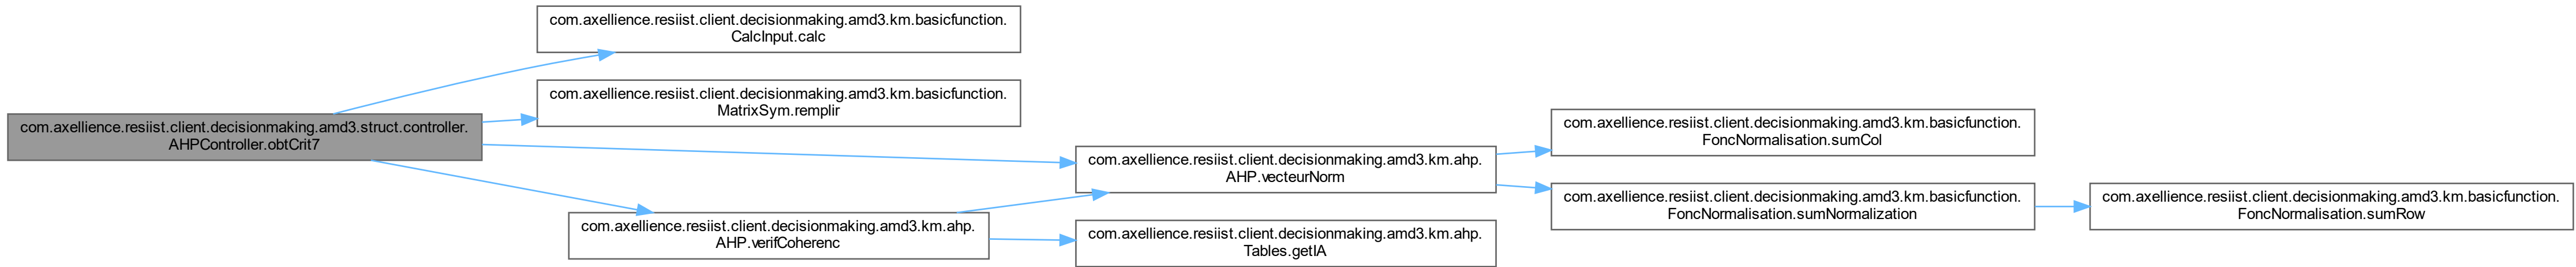 com.axellience.resiist.client.decisionmaking.amd3.struct.controller.
AHPController.obtCrit7
com.axellience.resiist.client.decisionmaking.amd3.km.basicfunction.
CalcInput.calc
com.axellience.resiist.client.decisionmaking.amd3.km.basicfunction.
MatrixSym.remplir
com.axellience.resiist.client.decisionmaking.amd3.km.ahp.
AHP.verifCoherenc
com.axellience.resiist.client.decisionmaking.amd3.km.ahp.
AHP.vecteurNorm
com.axellience.resiist.client.decisionmaking.amd3.km.ahp.
Tables.getIA
com.axellience.resiist.client.decisionmaking.amd3.km.basicfunction.
FoncNormalisation.sumCol
com.axellience.resiist.client.decisionmaking.amd3.km.basicfunction.
FoncNormalisation.sumNormalization
com.axellience.resiist.client.decisionmaking.amd3.km.basicfunction.
FoncNormalisation.sumRow